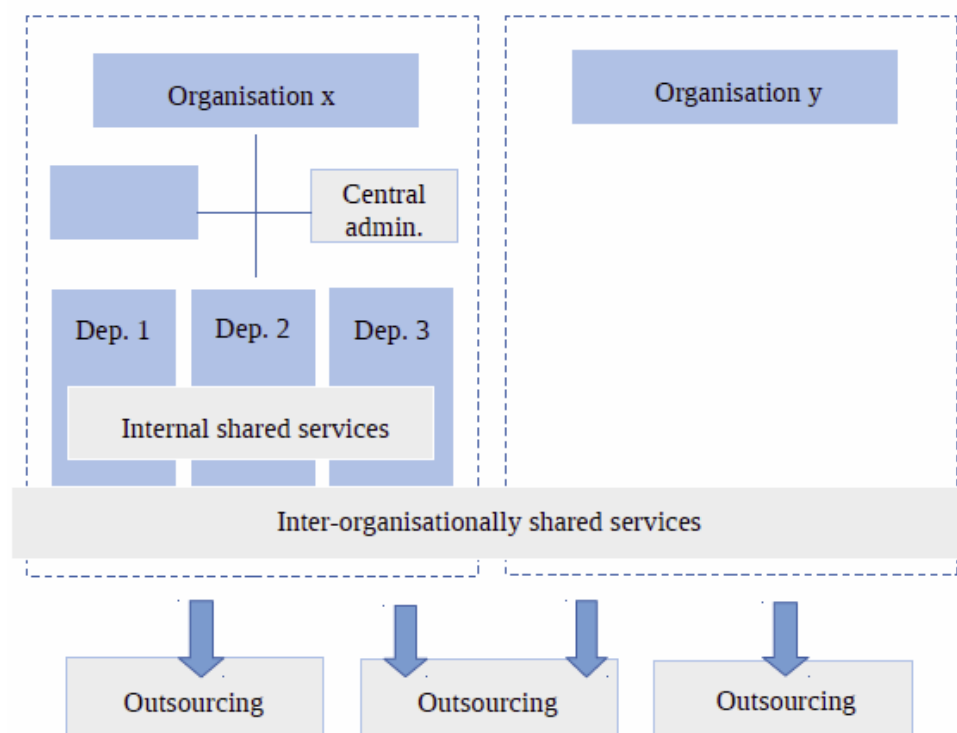 Organisation x
Organisation y
Central
admin.
Dep. 1
Dep. 2
Dep. 3
Internal shared services
Inter-organisationally shared services
Outsourcing
Outsourcing
Outsourcing